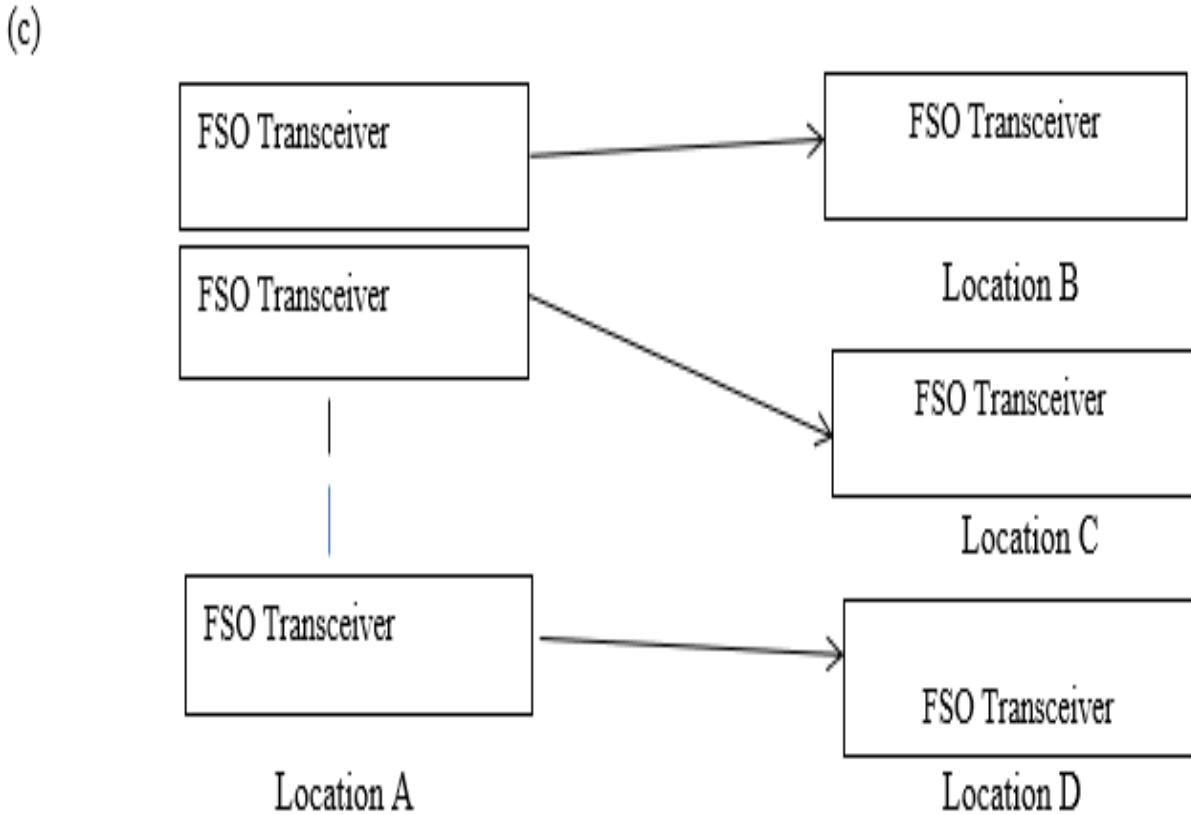 (c)
FSO Transceiver
FSO Transceiver
Location B
FSO Transceiver
FSO Transceiver
Location C
FSO Transceiver
FSO Transceiver
Location A
Location D